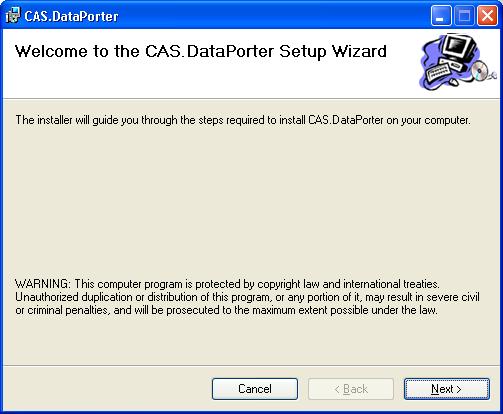 CAS.DataPorter
Welcome to the CAS.DataPorter Setup Wizard
The installer will guide you through the steps required to install CAS.DataPorter on your computer.
WARNING: This computer program is protected by copyright law and international treaties.
Unauthorized duplication or distribution of this program, or any portion of it, may result in severe civil
or criminal penalties, and will be prosecuted to the maximum extent possible under the law.
Cancel
< Back
Next >